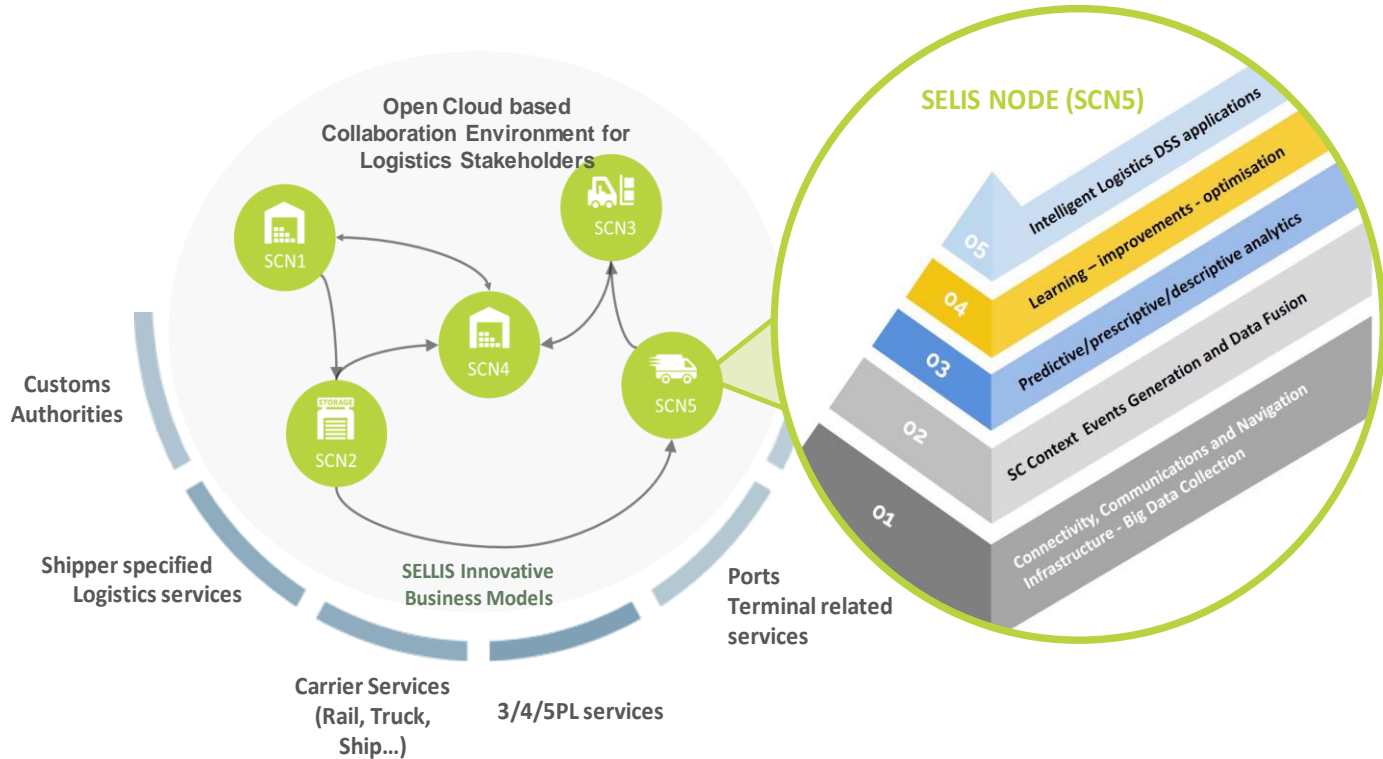 Open Cloud based
Collaboration Environment for
Logistics Stakeholders
SCN1
SCN3
SCN4
STORAGE
SCN2
SCN5
SELLIS Innovative
Business Models
Customs
Authorities
Shipper specified
Logistics services
Carrier Services
(Rail, Truck,
Ship...)
3/4/5PL services
Ports
Terminal related
services
SELIS NODE (SCN5)
05
Intelligent Logistics DSS applications
04
Learning – improvements - optimisation
03
Predictive/prescriptive/descriptive analytics
02
SC Context Events Generation and Data Fusion
01
Connectivity, Communications and Navigation
Infrastructure - Big Data Collection